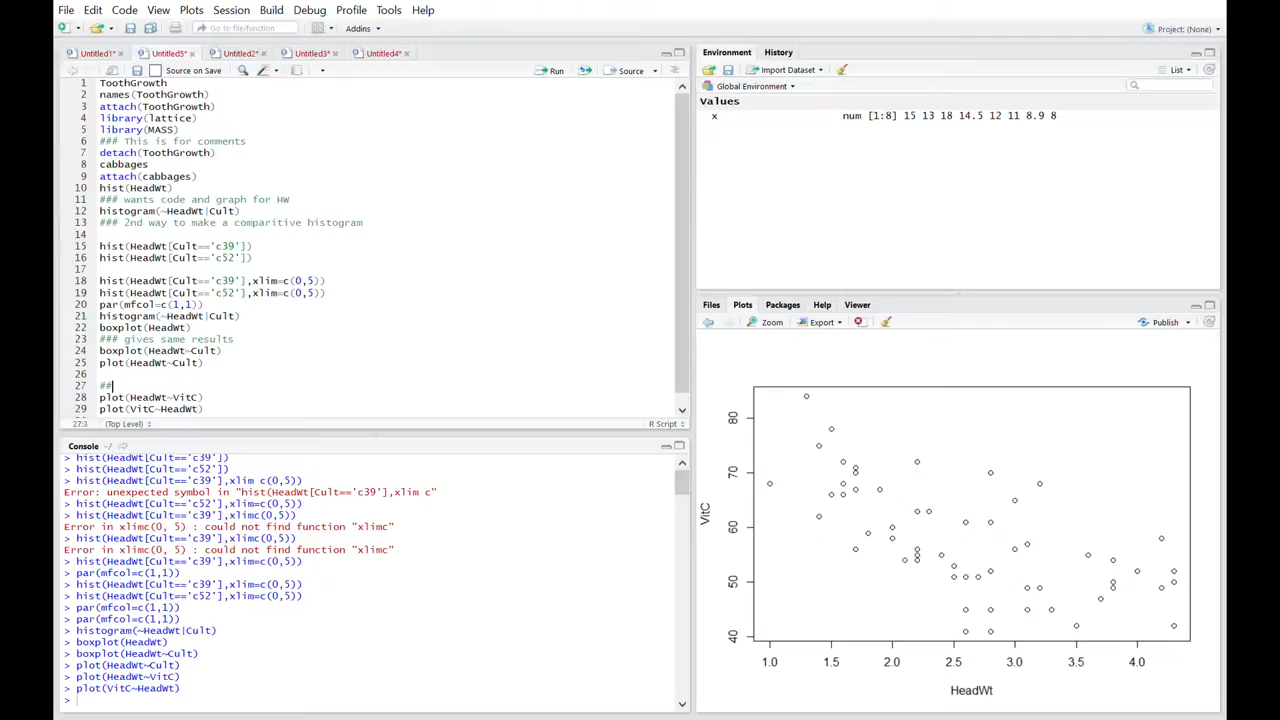 File Edit Code View Plots Session Build Debug Profile Tools Help
Go to file/function Addins Project: (None)
Untitled1* Untitled5* Untitled2* Untitled3* Untitled4*
Source on Save Run Source
1 ToothGrowth
2 names(ToothGrowth)
3 attach(ToothGrowth)
4 library(lattice)
5 library(MASS)
6 ### This is for comments
7 detach(ToothGrowth)
8 cabbages
9 attach(cabbages)
10 hist(HeadWt)
11 ### wants code and graph for HW
12 histogram(~HeadWt|Cult)
13 ### 2nd way to make a comparitive histogram
14
15 hist(HeadWt[Cult=='c39'])
16 hist(HeadWt[Cult=='c52'])
17
18 hist(HeadWt[Cult=='c39'],xlim=c(0,5))
19 hist(HeadWt[Cult=='c52'],xlim=c(0,5))
20 par(mfcol=c(1,1))
21 histogram(~HeadWt|Cult)
22 boxplot(HeadWt)
23 ### gives same results
24 boxplot(HeadWt~Cult)
25 plot(HeadWt~Cult)
26
27 ##
28 plot(HeadWt~VitC)
29 plot(VitC~HeadWt)
27:3 (Top Level) R Script
Console ~/
> hist(HeadWt[Cult=='c39'])
> hist(HeadWt[Cult=='c52'])
> hist(HeadWt[Cult=='c39'],xlim c(0,5))
Error: unexpected symbol in "hist(HeadWt[Cult=='c39'],xlim c"
> hist(HeadWt[Cult=='c52'],xlim=c(0,5))
> hist(HeadWt[Cult=='c39'],xlimc(0,5))
Error in xlimc(0, 5) : could not find function "xlimc"
> hist(HeadWt[Cult=='c39'],xlimc(0,5))
Error in xlimc(0, 5) : could not find function "xlimc"
> hist(HeadWt[Cult=='c39'],xlim=c(0,5))
> par(mfcol=c(1,1))
> hist(HeadWt[Cult=='c39'],xlim=c(0,5))
> hist(HeadWt[Cult=='c52'],xlim=c(0,5))
> par(mfcol=c(1,1))
> par(mfcol=c(1,1))
> histogram(~HeadWt|Cult)
> boxplot(HeadWt)
> boxplot(HeadWt~Cult)
> plot(HeadWt~Cult)
> plot(HeadWt~VitC)
> plot(VitC~HeadWt)
>
Environment History
Import Dataset List
Global Environment
Values
x num [1:8] 15 13 18 14.5 12 11 8.9 8
Files Plots Packages Help Viewer
Zoom Export Publish
80
70
60
50
40
VitC
1.0 1.5 2.0 2.5 3.0 3.5 4.0
HeadWt